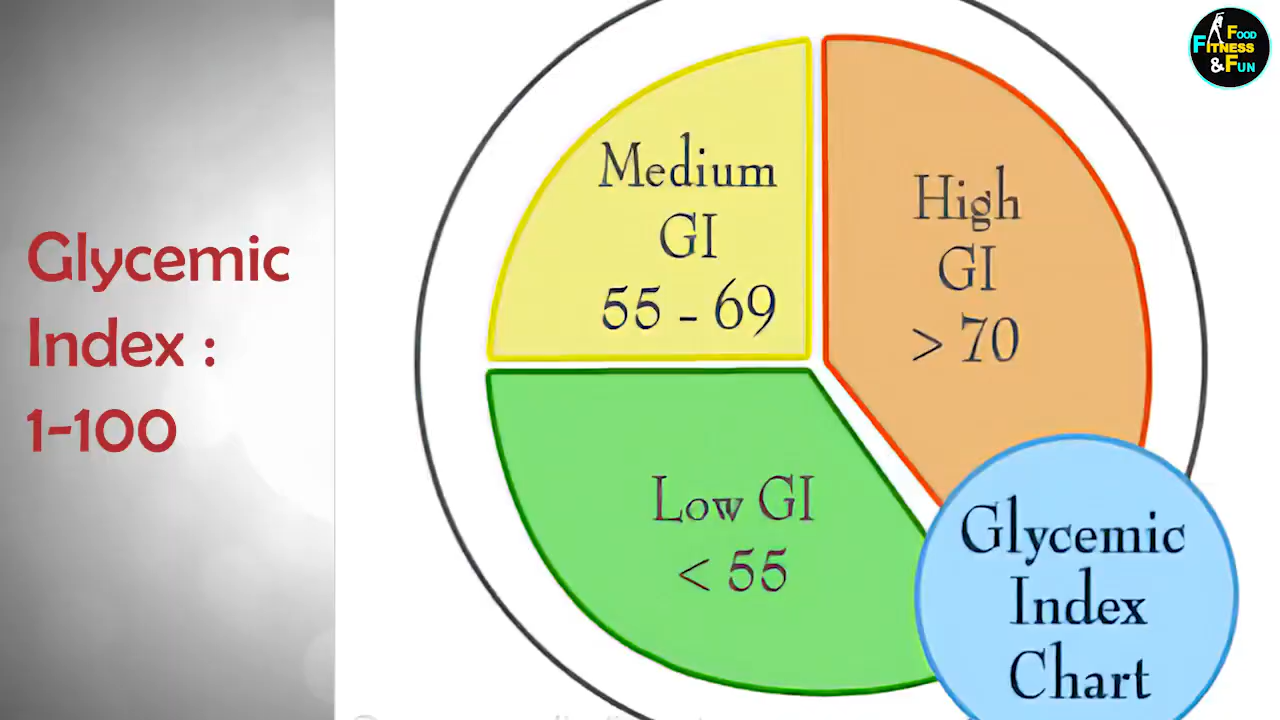 Glycemic
Index :
1-100
Medium
GI
55 - 69
High
GI
> 70
Low GI
< 55
Glycemic
Index
Chart
FOOD
FITNESS
&FUN